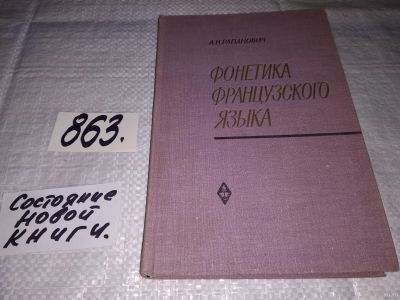 А.Н.РАПАНОВИЧ
ФОНЕТИКА
ФРАНЦУЗСКОГО
ЯЗЫКА
863.
Состояние
новой
книги.